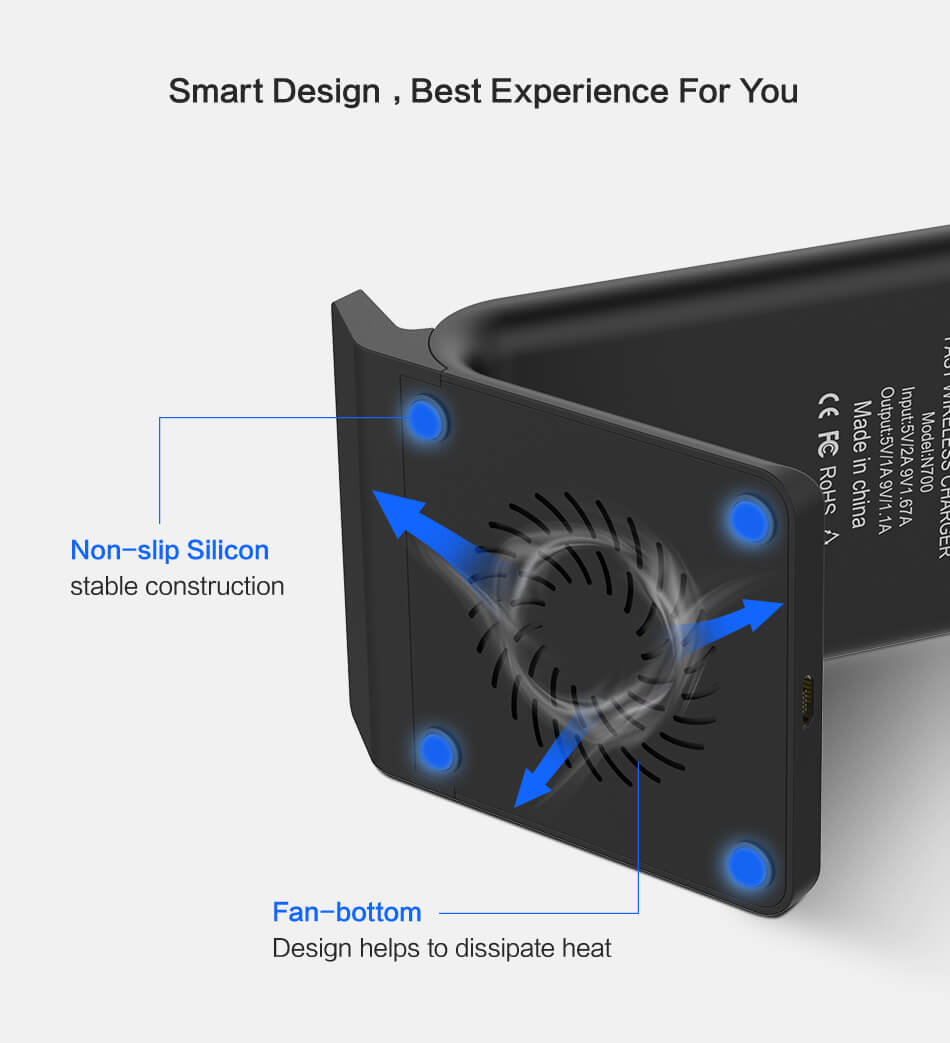 Smart Design , Best Experience For You
Non-slip Silicon
stable construction
Fan-bottom
Design helps to dissipate heat
FAST WIRELESS CHARGER
Model:N700
Input:5V/2A 9V1.67A
Output:5V/1A 9V/1.1A
Made in china
CE FC RoHS